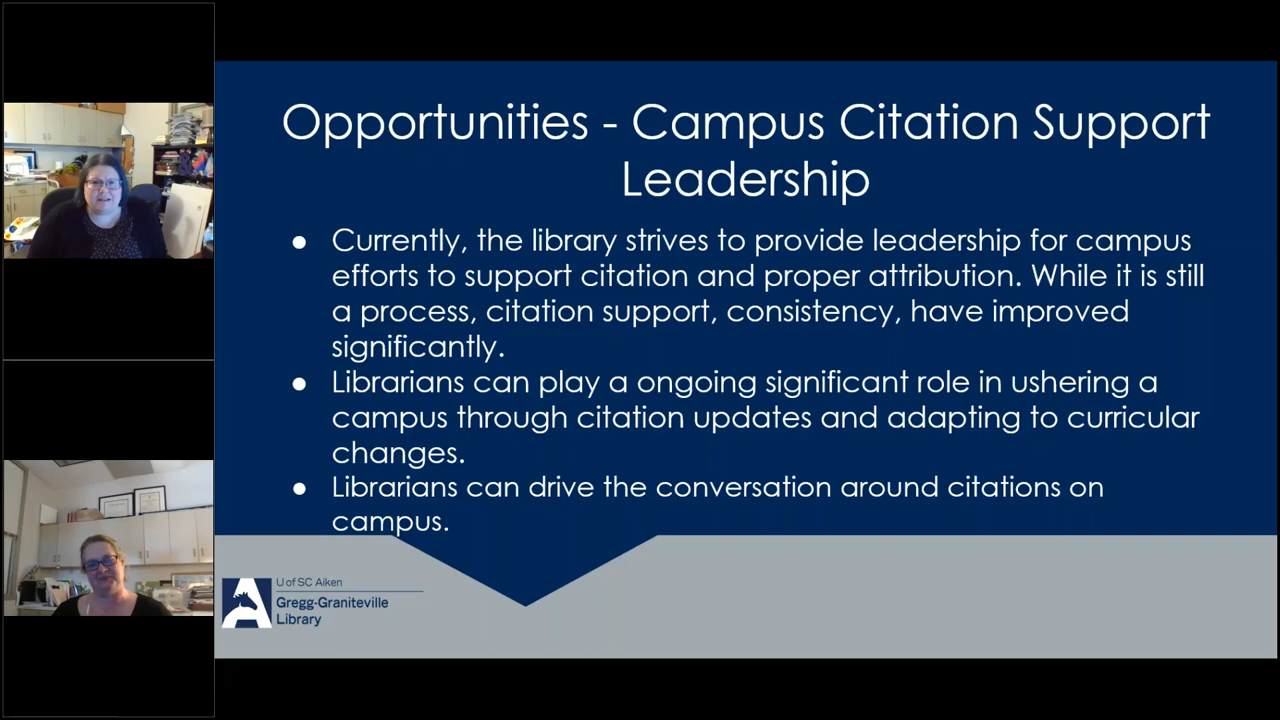 Opportunities - Campus Citation Support
Leadership
● Currently, the library strives to provide leadership for campus
efforts to support citation and proper attribution. While it is still
a process, citation support, consistency, have improved
significantly.
● Librarians can play a ongoing significant role in ushering a
campus through citation updates and adapting to curricular
changes.
● Librarians can drive the conversation around citations on
campus.
U of SC Aiken
Gregg-Graniteville
Library